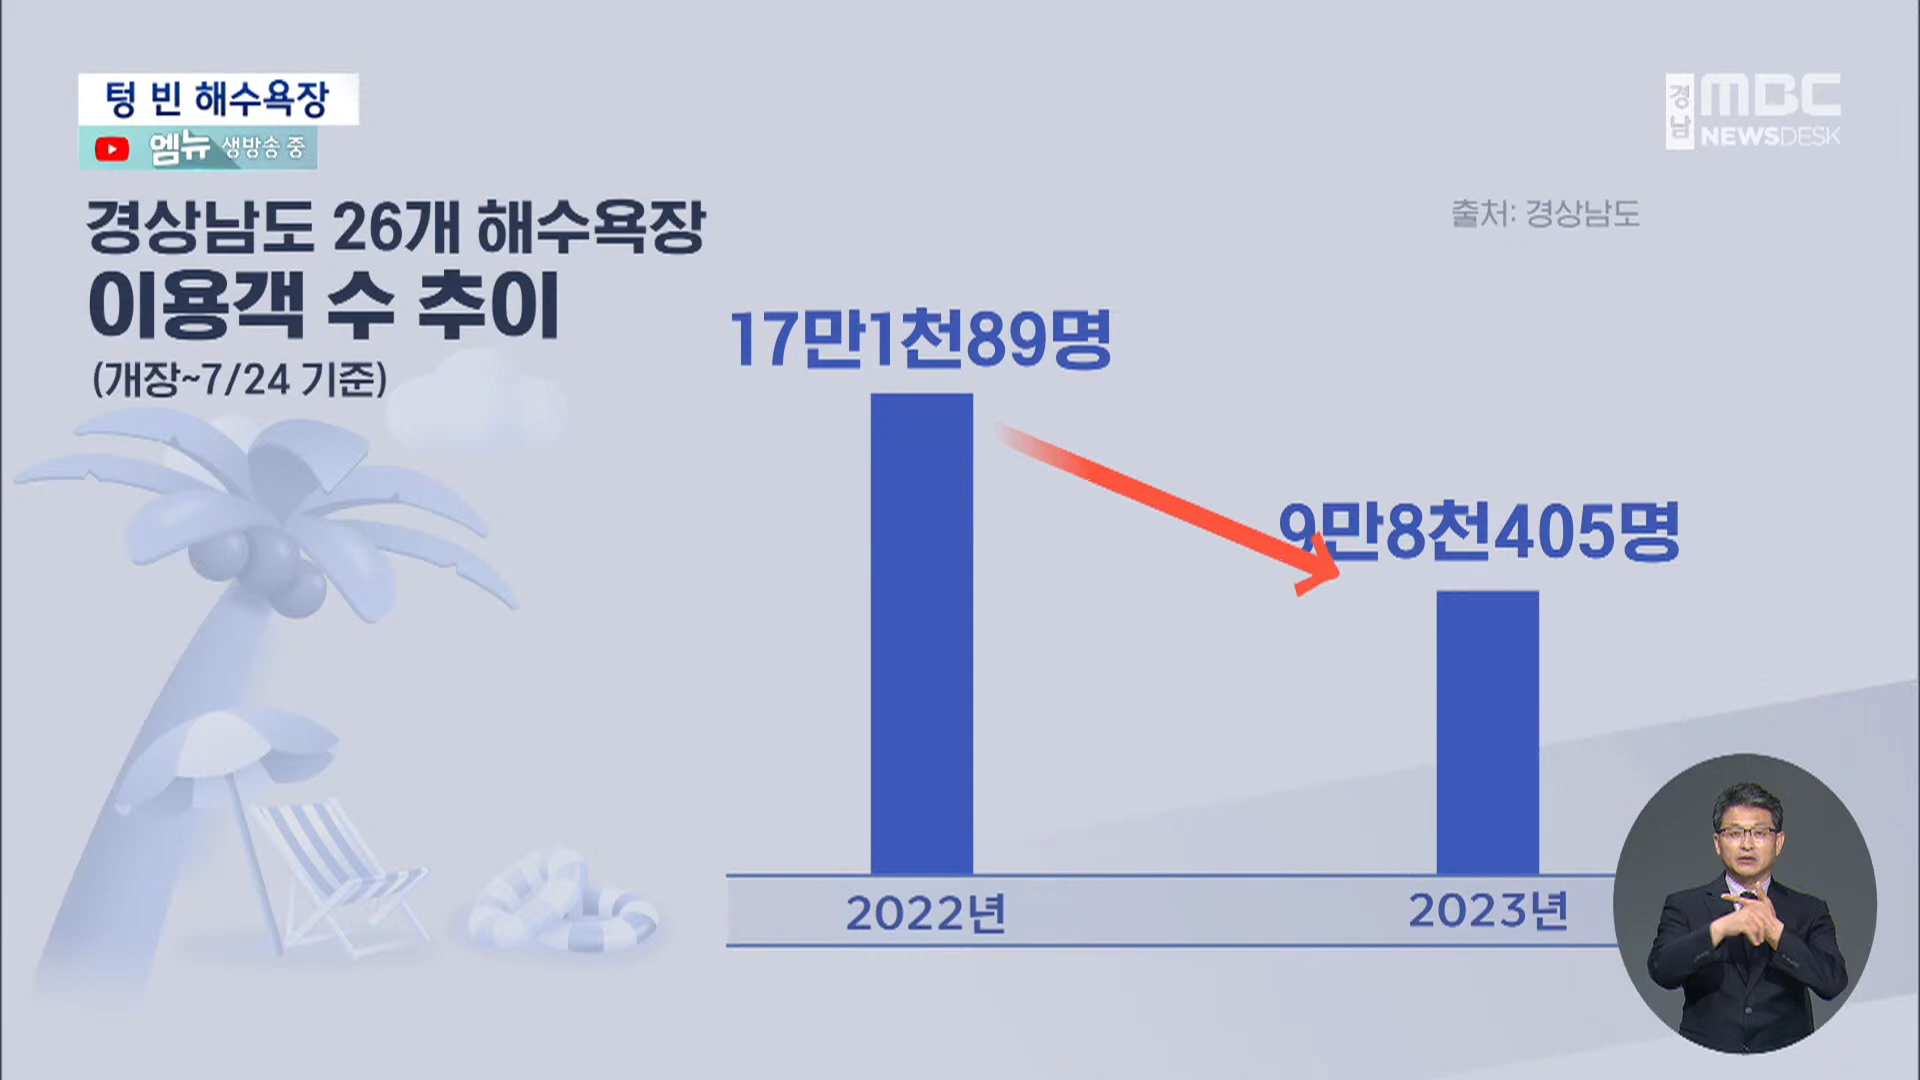 텅 빈 해수욕장
엠뉴 생방송 중
경남 MBC
NEWSDESK
경상남도 26개 해수욕장
이용객 수 추이
(개장~7/24 기준)
출처: 경상남도
17만1천89명
9만8천405명
2022년
2023년